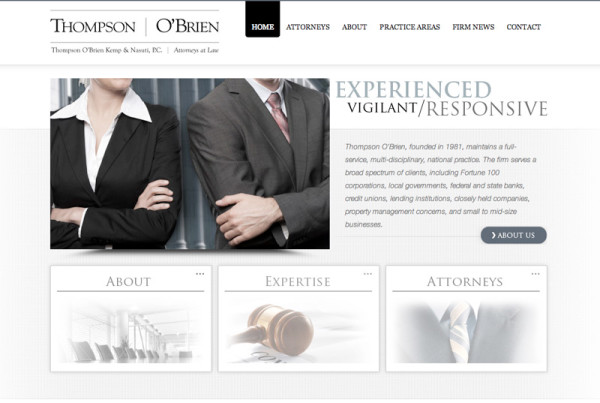 THOMPSON | O'BRIEN
Thompson O'Brien Kemp & Nasuti, P.C. | Attorneys at Law
HOME ATTORNEYS ABOUT PRACTICE AREAS FIRM NEWS CONTACT
EXPERIENCED
VIGILANT/RESPONSIVE
Thompson O'Brien, founded in 1981, maintains a full-
service, multi-disciplinary, national practice. The firm serves a
broad spectrum of clients, including Fortune 100
corporations, local governments, federal and state banks,
credit unions, lending institutions, closely held companies,
property management concerns, and small to mid-size
businesses.
❯ ABOUT US
ABOUT
EXPERTISE
ATTORNEYS